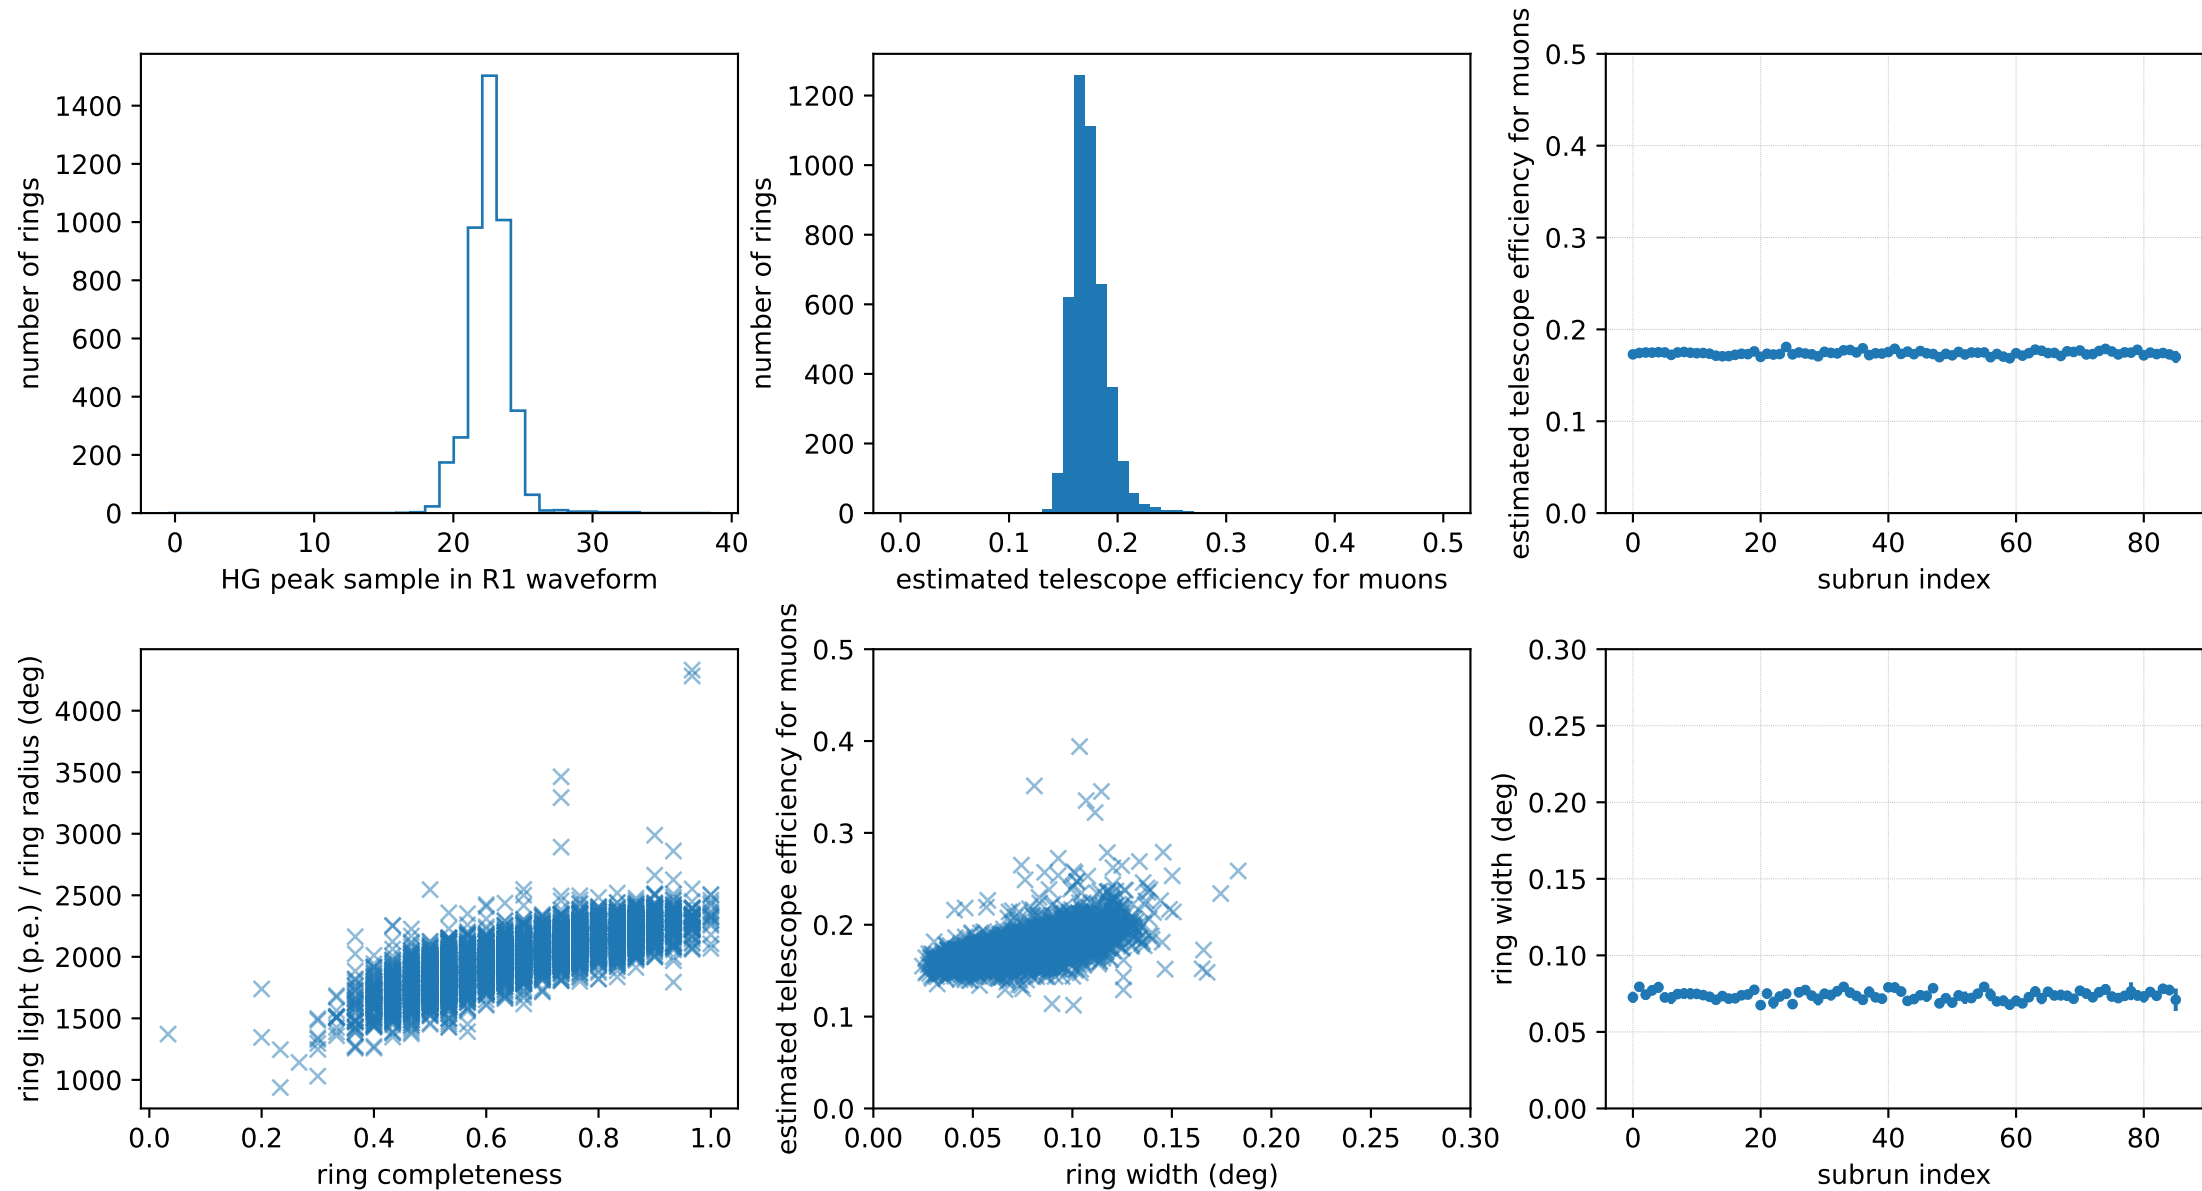 number of rings
1400
1200
1000
800
600
400
200
0
0 10 20 30 40
HG peak sample in R1 waveform
number of rings
1200
1000
800
600
400
200
0
0.0 0.1 0.2 0.3 0.4 0.5
estimated telescope efficiency for muons
estimated telescope efficiency for muons
0.5
0.4
0.3
0.2
0.1
0.0
0 20 40 60 80
subrun index
ring light (p.e.) / ring radius (deg)
4000
3500
3000
2500
2000
1500
1000
0.0 0.2 0.4 0.6 0.8 1.0
ring completeness
estimated telescope efficiency for muons
0.5
0.4
0.3
0.2
0.1
0.0
0.00 0.05 0.10 0.15 0.20 0.25 0.30
ring width (deg)
ring width (deg)
0.30
0.25
0.20
0.15
0.10
0.05
0.00
0 20 40 60 80
subrun index